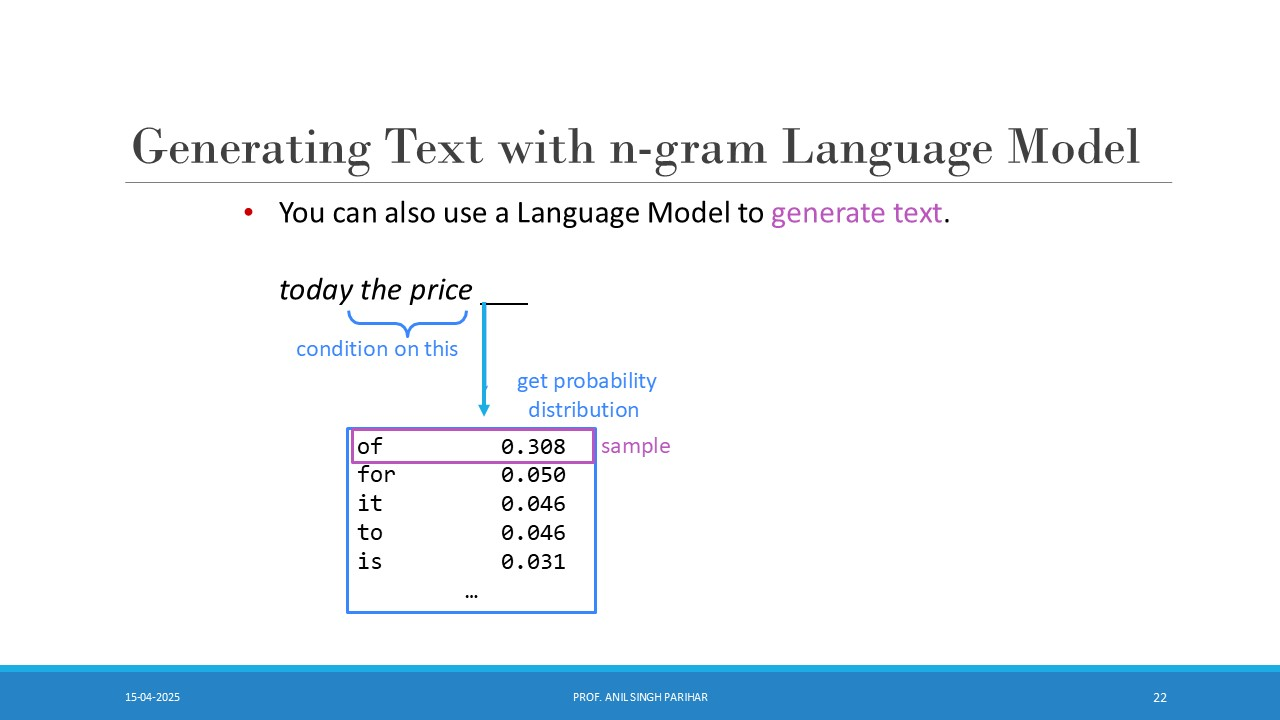 Generating Text with n-gram Language Model
• You can also use a Language Model to generate text.
today the price ___
condition on this
get probability
distribution
of 0.308 sample
for 0.050
it 0.046
to 0.046
is 0.031
…
15-04-2025 PROF. ANIL SINGH PARIHAR 22